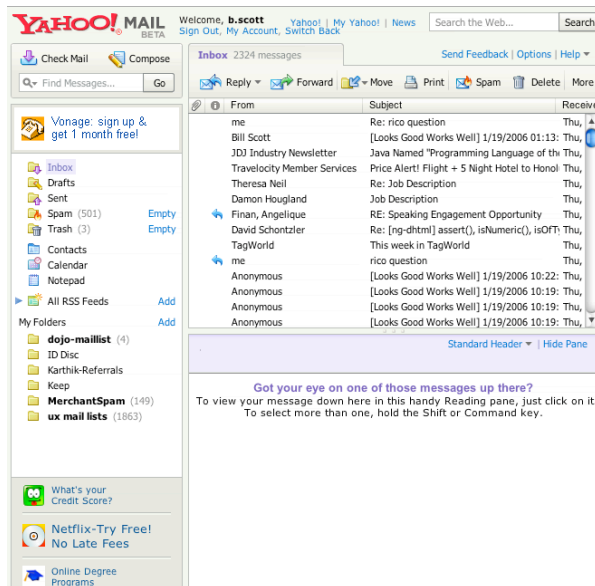 YAHOO! MAIL
BETA
Welcome, b.scott Yahoo! | My Yahoo! | News
Sign Out, My Account, Switch Back
Search the Web...
Search
Check Mail Compose
Find Messages... Go
Inbox 2324 messages
Send Feedback | Options | Help
Reply Forward Move Print Spam Delete More
From Subject Receive
me Re: rico question Thu,
Bill Scott [Looks Good Works Well] 1/19/2006 01:13: Thu,
JDJ Industry Newsletter Java Named "Programming Language of the Thu,
Travelocity Member Services Price Alert! Flight + 5 Night Hotel to Honol Thu,
Theresa Neil Re: Job Description Thu,
Damon Hougland Job Description Thu,
Finan, Angelique RE: Speaking Engagement Opportunity Thu,
David Schontzler Re: [ng-dhtml] assert(), isNumeric(), isOfTy Thu,
TagWorld This week in TagWorld Thu,
me rico question Thu,
Anonymous [Looks Good Works Well] 1/19/2006 10:22: Thu,
Anonymous [Looks Good Works Well] 1/19/2006 10:19: Thu,
Anonymous [Looks Good Works Well] 1/19/2006 10:19: Thu,
Anonymous [Looks Good Works Well] 1/19/2006 10:19: Thu,
Standard Header | Hide Pane
Got your eye on one of those messages up there?
To view your message down here in this handy Reading pane, just click on it
To select more than one, hold the Shift or Command key.
Vonage: sign up &
get 1 month free!
Inbox
Drafts
Sent
Spam (501) Empty
Trash (3) Empty
Contacts
Calendar
Notepad
All RSS Feeds Add
My Folders Add
dojo-maillist (4)
ID Disc
Karthik-Referrals
Keep
MerchantSpam (149)
ux mail lists (1863)
What's your
Credit Score?
Netflix-Try Free!
No Late Fees
Online Degree
Programs